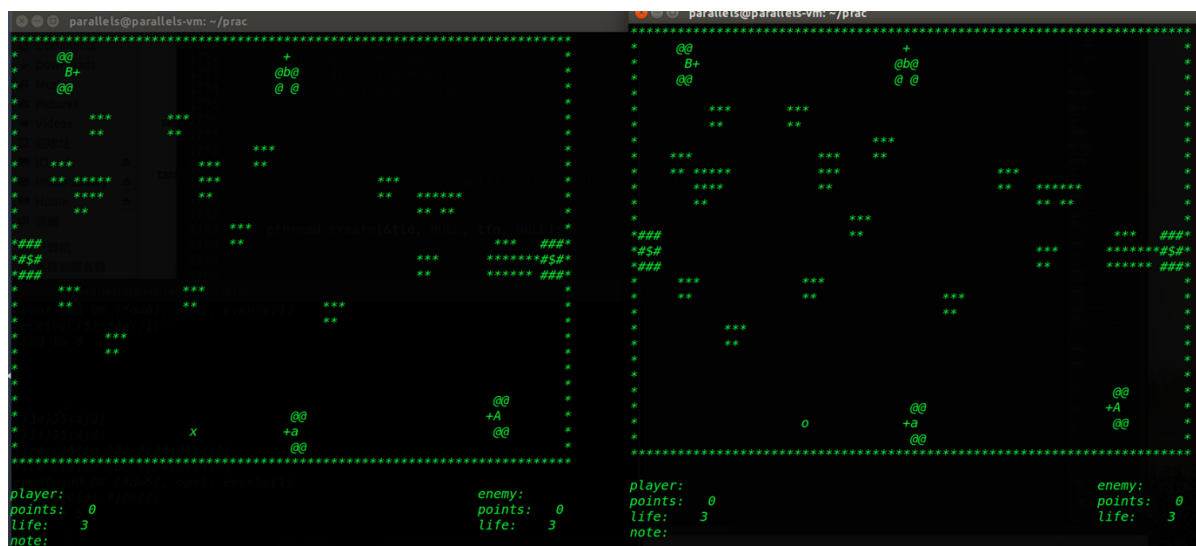 parallels@parallels-vm: ~/prac
************************************************************************
* @@ + *
* B+ @b@ *
* @@ @ @ *
* *
* *** *** *
* ** ** *
* *** *
* *** *** ** *
* ** ***** *** *** *
* **** ** ** ****** *
* ** ** ** *
* *** *
*### ** *** ###*
*#$# *** *******#$#*
*### ** ****** ###*
* *** *** *
* ** ** *** *
* ** *
* *** *
* ** *
* *
* *
* @@ *
* @@ +A *
* x +a @@ *
* @@ *
************************************************************************
player: enemy:
points: 0 points: 0
life: 3 life: 3
note:
parallels@parallels-vm: ~/prac
************************************************************************
* @@ + *
* B+ @b@ *
* @@ @ @ *
* *
* *** *** *
* ** ** *
* *** *
* *** *** ** *
* ** ***** *** *** *
* **** ** ** ****** *
* ** ** ** *
* *** *
*### ** *** ###*
*#$# *** *******#$#*
*### ** ****** ###*
* *** *** *
* ** ** *** *
* ** *
* *** *
* ** *
* *
* *
* @@ *
* @@ +A *
* o +a @@ *
* @@ *
************************************************************************
player: enemy:
points: 0 points: 0
life: 3 life: 3
note: